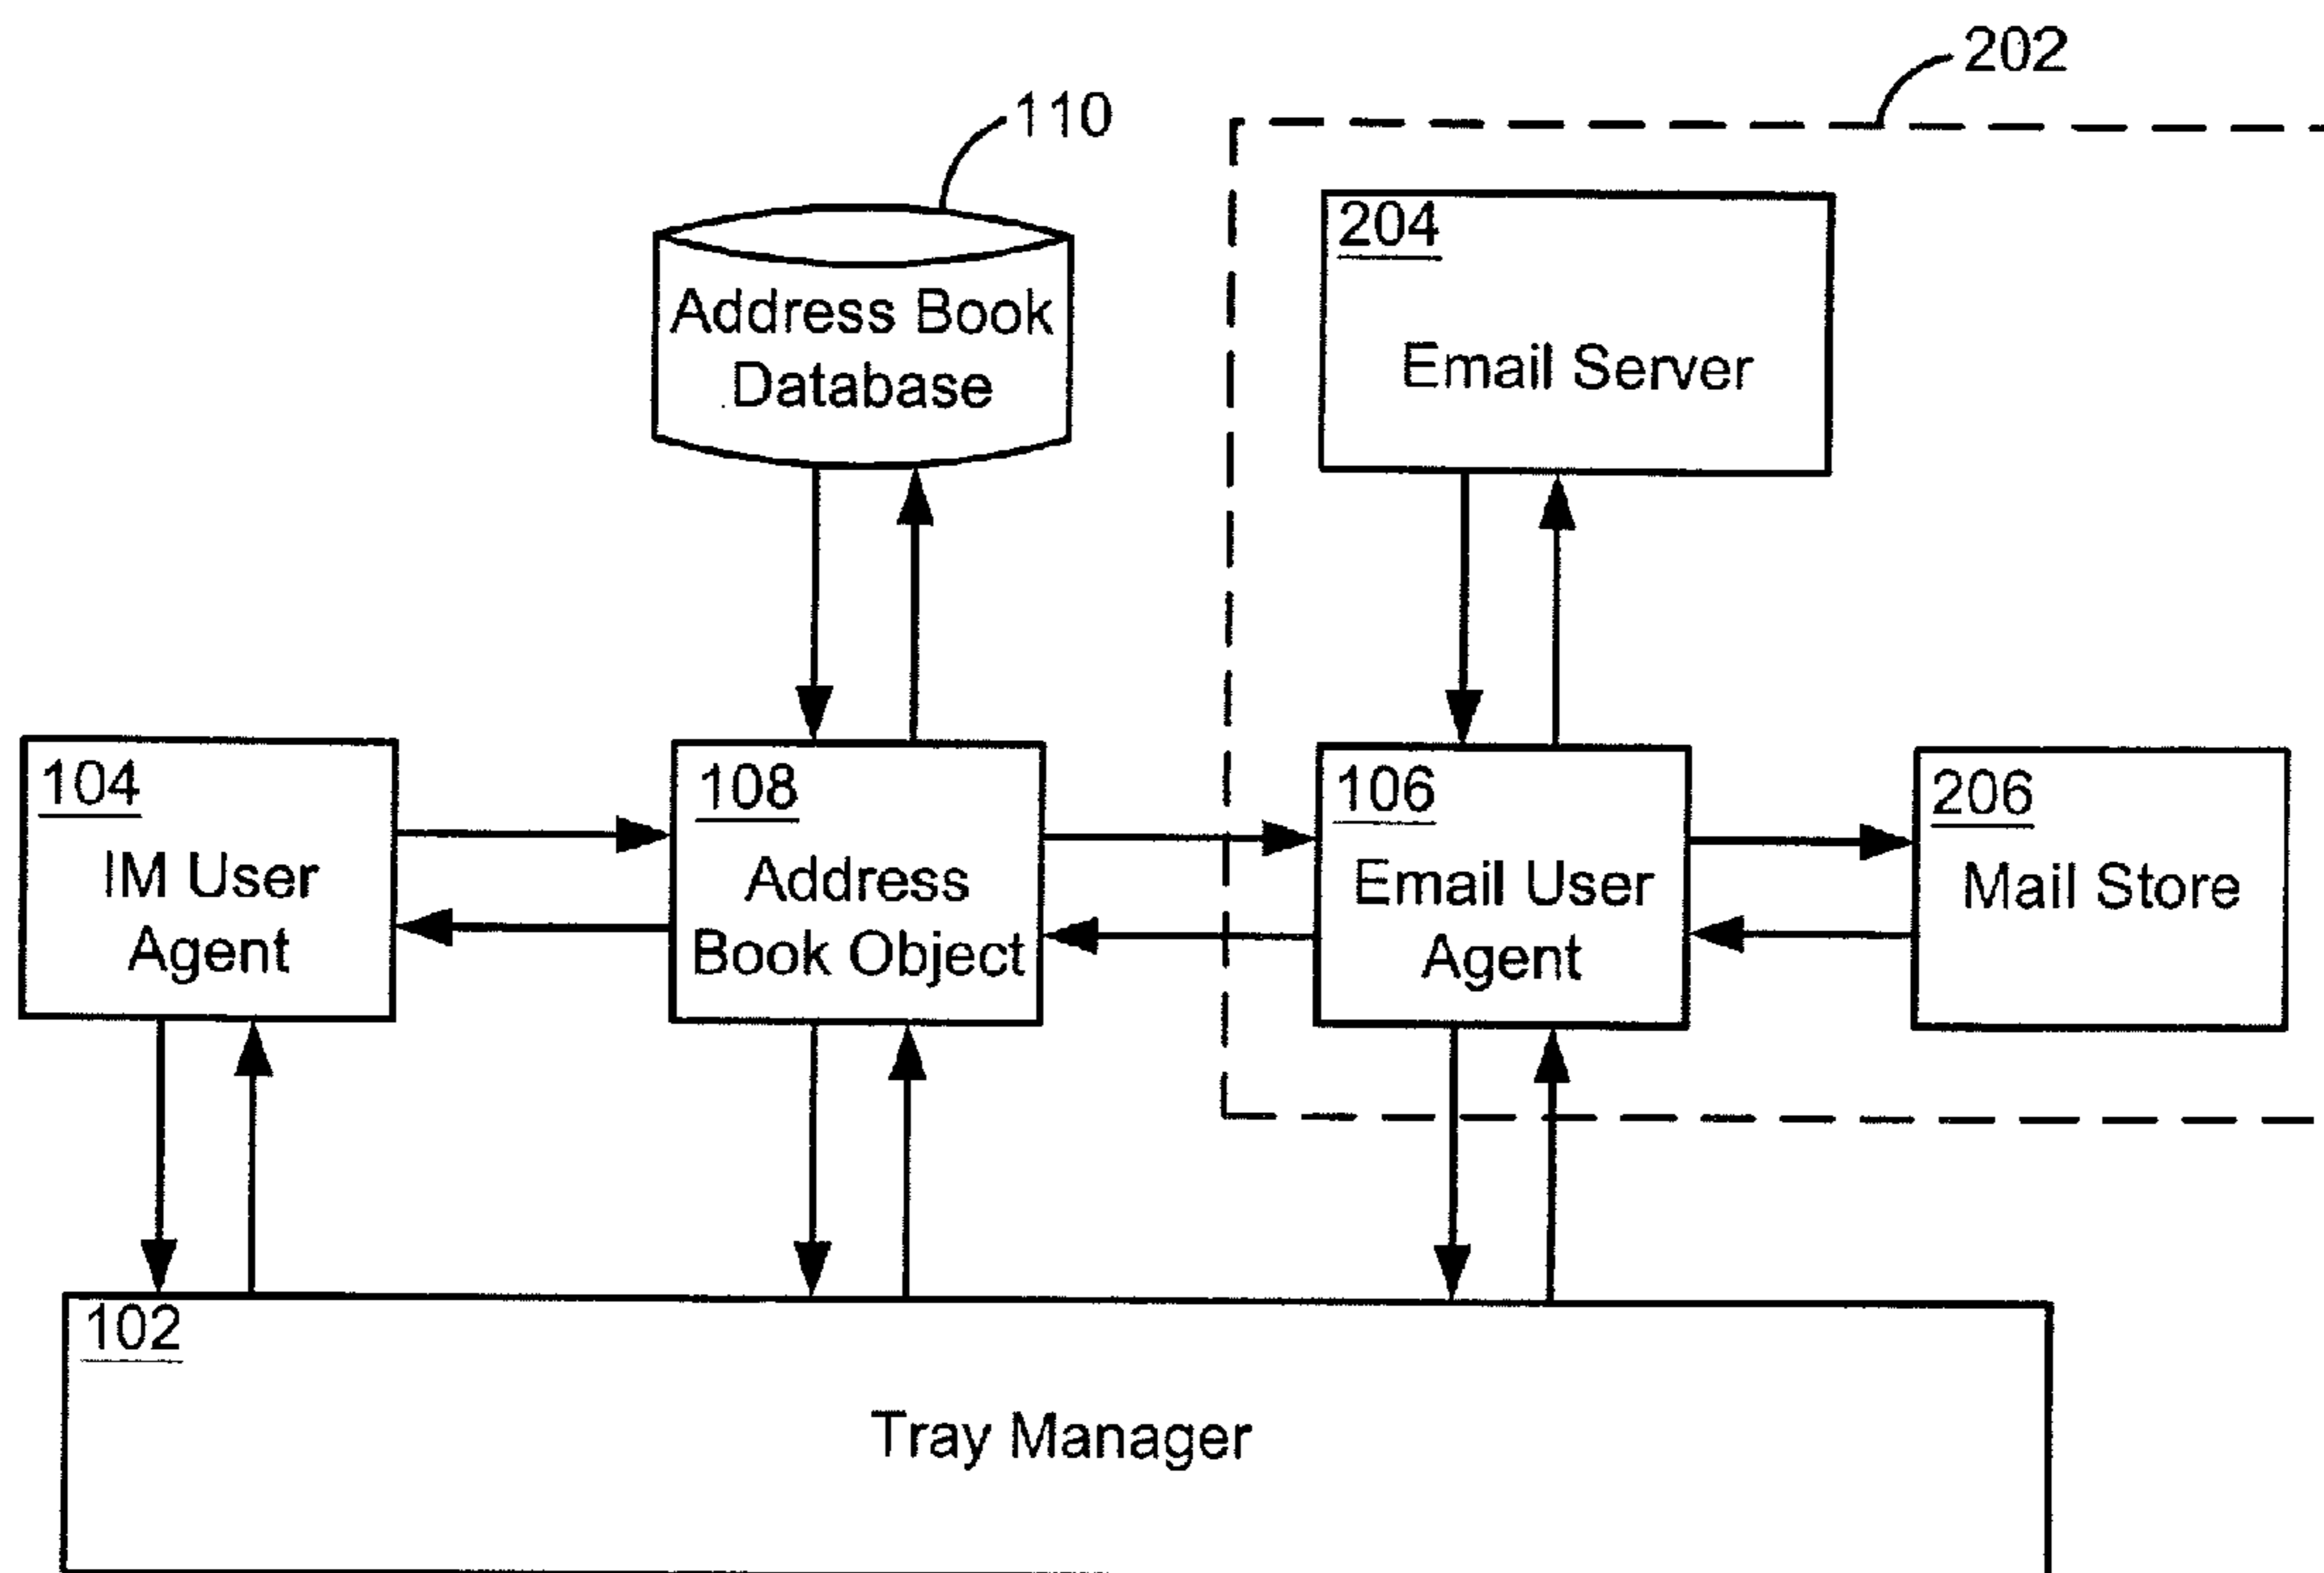 202
110
204
Address Book
Database
Email Server
104
IM User
Agent
108
Address
Book Object
106
Email User
Agent
206
Mail Store
102
Tray Manager